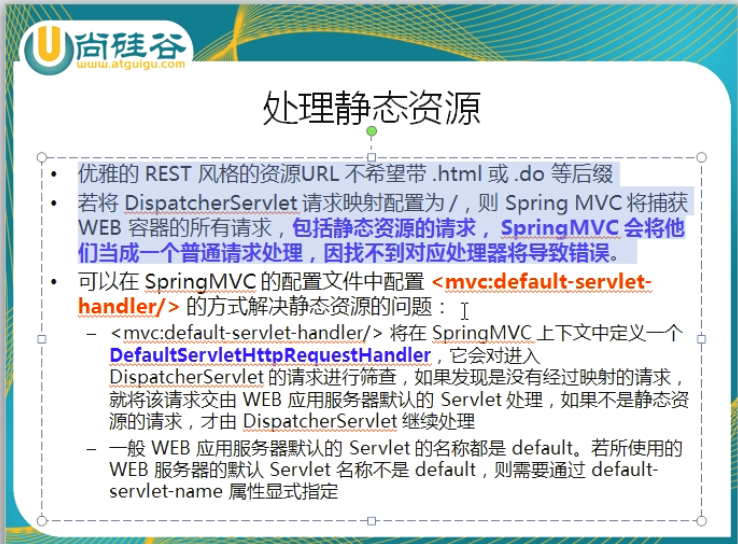 尚硅谷
www.atguigu.com
处理静态资源
• 优雅的 REST 风格的资源URL 不希望带 .html 或 .do 等后缀
• 若将 DispatcherServlet 请求映射配置为 /，则 Spring MVC 将捕获
WEB 容器的所有请求，包括静态资源的请求， SpringMVC 会将他
们当成一个普通请求处理，因找不到对应处理器将导致错误。
• 可以在 SpringMVC 的配置文件中配置 <mvc:default-servlet-
handler/> 的方式解决静态资源的问题：
– <mvc:default-servlet-handler/> 将在 SpringMVC 上下文中定义一个
DefaultServletHttpRequestHandler，它会对进入
DispatcherServlet 的请求进行筛查，如果发现是没有经过映射的请求，
就将该请求交由 WEB 应用服务器默认的 Servlet 处理，如果不是静态资
源的请求，才由 DispatcherServlet 继续处理
– 一般 WEB 应用服务器默认的 Servlet 的名称都是 default。若所使用的
WEB 服务器的默认 Servlet 名称不是 default，则需要通过 default-
servlet-name 属性显式指定